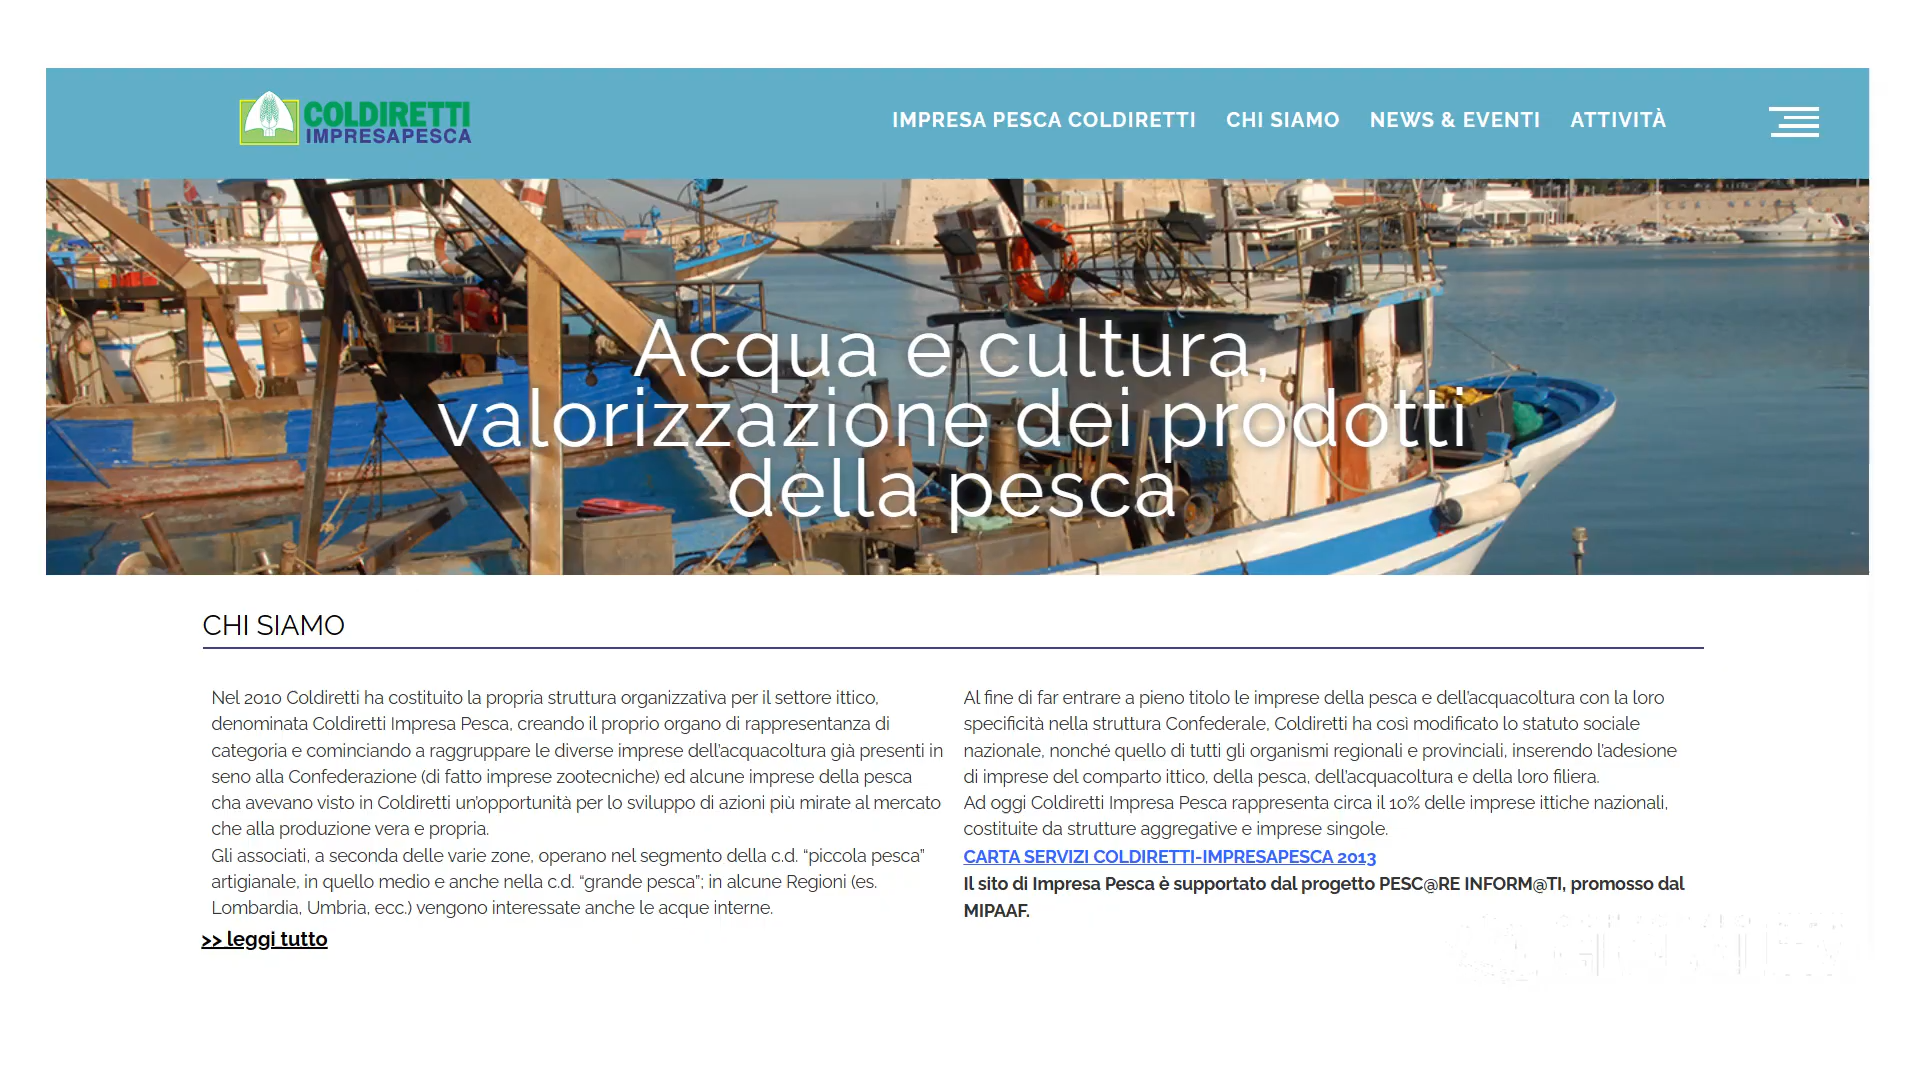 COLDIRETTI
IMPRESAPESCA
IMPRESA PESCA COLDIRETTI CHI SIAMO NEWS & EVENTI ATTIVITÀ
Acqua e cultura,
valorizzazione dei prodotti
della pesca
CHI SIAMO
Nel 2010 Coldiretti ha costituito la propria struttura organizzativa per il settore ittico,
denominata Coldiretti Impresa Pesca, creando il proprio organo di rappresentanza di
categoria e cominciando a raggruppare le diverse imprese dell'acquacoltura già presenti in
seno alla Confederazione (di fatto imprese zootecniche) ed alcune imprese della pesca
cha avevano visto in Coldiretti un'opportunità per lo sviluppo di azioni più mirate al mercato
che alla produzione vera e propria.
Gli associati, a seconda delle varie zone, operano nel segmento della c.d. “piccola pesca”
artigianale, in quello medio e anche nella c.d. “grande pesca”; in alcune Regioni (es.
Lombardia, Umbria, ecc.) vengono interessate anche le acque interne.
>> leggi tutto
Al fine di far entrare a pieno titolo le imprese della pesca e dell'acquacoltura con la loro
specificità nella struttura Confederale, Coldiretti ha così modificato lo statuto sociale
nazionale, nonché quello di tutti gli organismi regionali e provinciali, inserendo l'adesione
di imprese del comparto ittico, della pesca, dell'acquacoltura e della loro filiera.
Ad oggi Coldiretti Impresa Pesca rappresenta circa il 10% delle imprese ittiche nazionali,
costituite da strutture aggregative e imprese singole.
CARTA SERVIZI COLDIRETTI-IMPRESAPESCA 2013
Il sito di Impresa Pesca è supportato dal progetto PESC@RE INFORM@TI, promosso dal
MIPAAF.